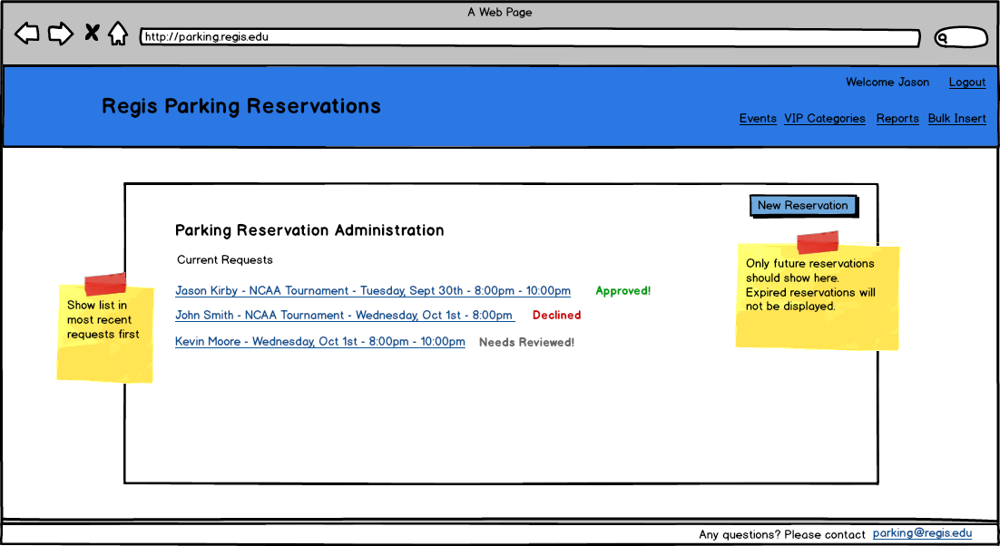 A Web Page
http://parking.regis.edu
Welcome Jason Logout
Regis Parking Reservations
Events VIP Categories Reports Bulk Insert
New Reservation
Parking Reservation Administration
Current Requests
Jason Kirby - NCAA Tournament - Tuesday, Sept 30th - 8:00pm - 10:00pm Approved!
John Smith - NCAA Tournament - Wednesday, Oct 1st - 8:00pm Declined
Kevin Moore - Wednesday, Oct 1st - 8:00pm - 10:00pm Needs Reviewed!
Show list in
most recent
requests first
Only future reservations
should show here.
Expired reservations will
not be displayed.
Any questions? Please contact parking@regis.edu